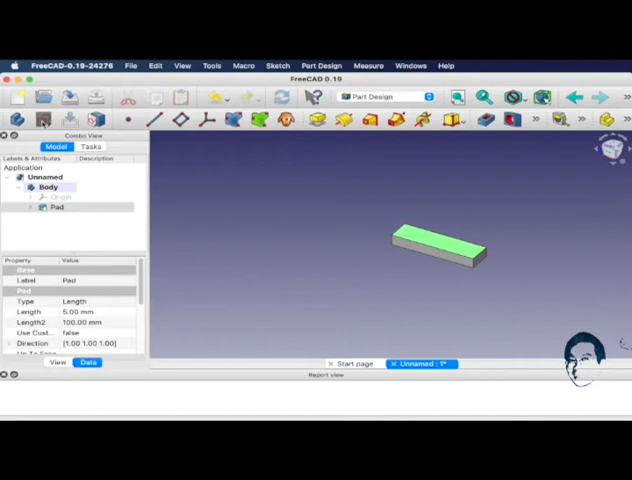 FreeCAD-0.19-24276 File Edit View Tools Macro Sketch Part Design Measure Windows Help
FreeCAD 0.19
Part Design
Combo View
Model Tasks
Labels & Attributes Description
Application
Unnamed
Body
Origin
Pad
Property Value
Base
Label Pad
Pad
Type Length
Length 5.00 mm
Length2 100.00 mm
Use Cust... false
Direction [1.00 1.00 1.00]
View Data
Start page Unnamed : 1*
Report view